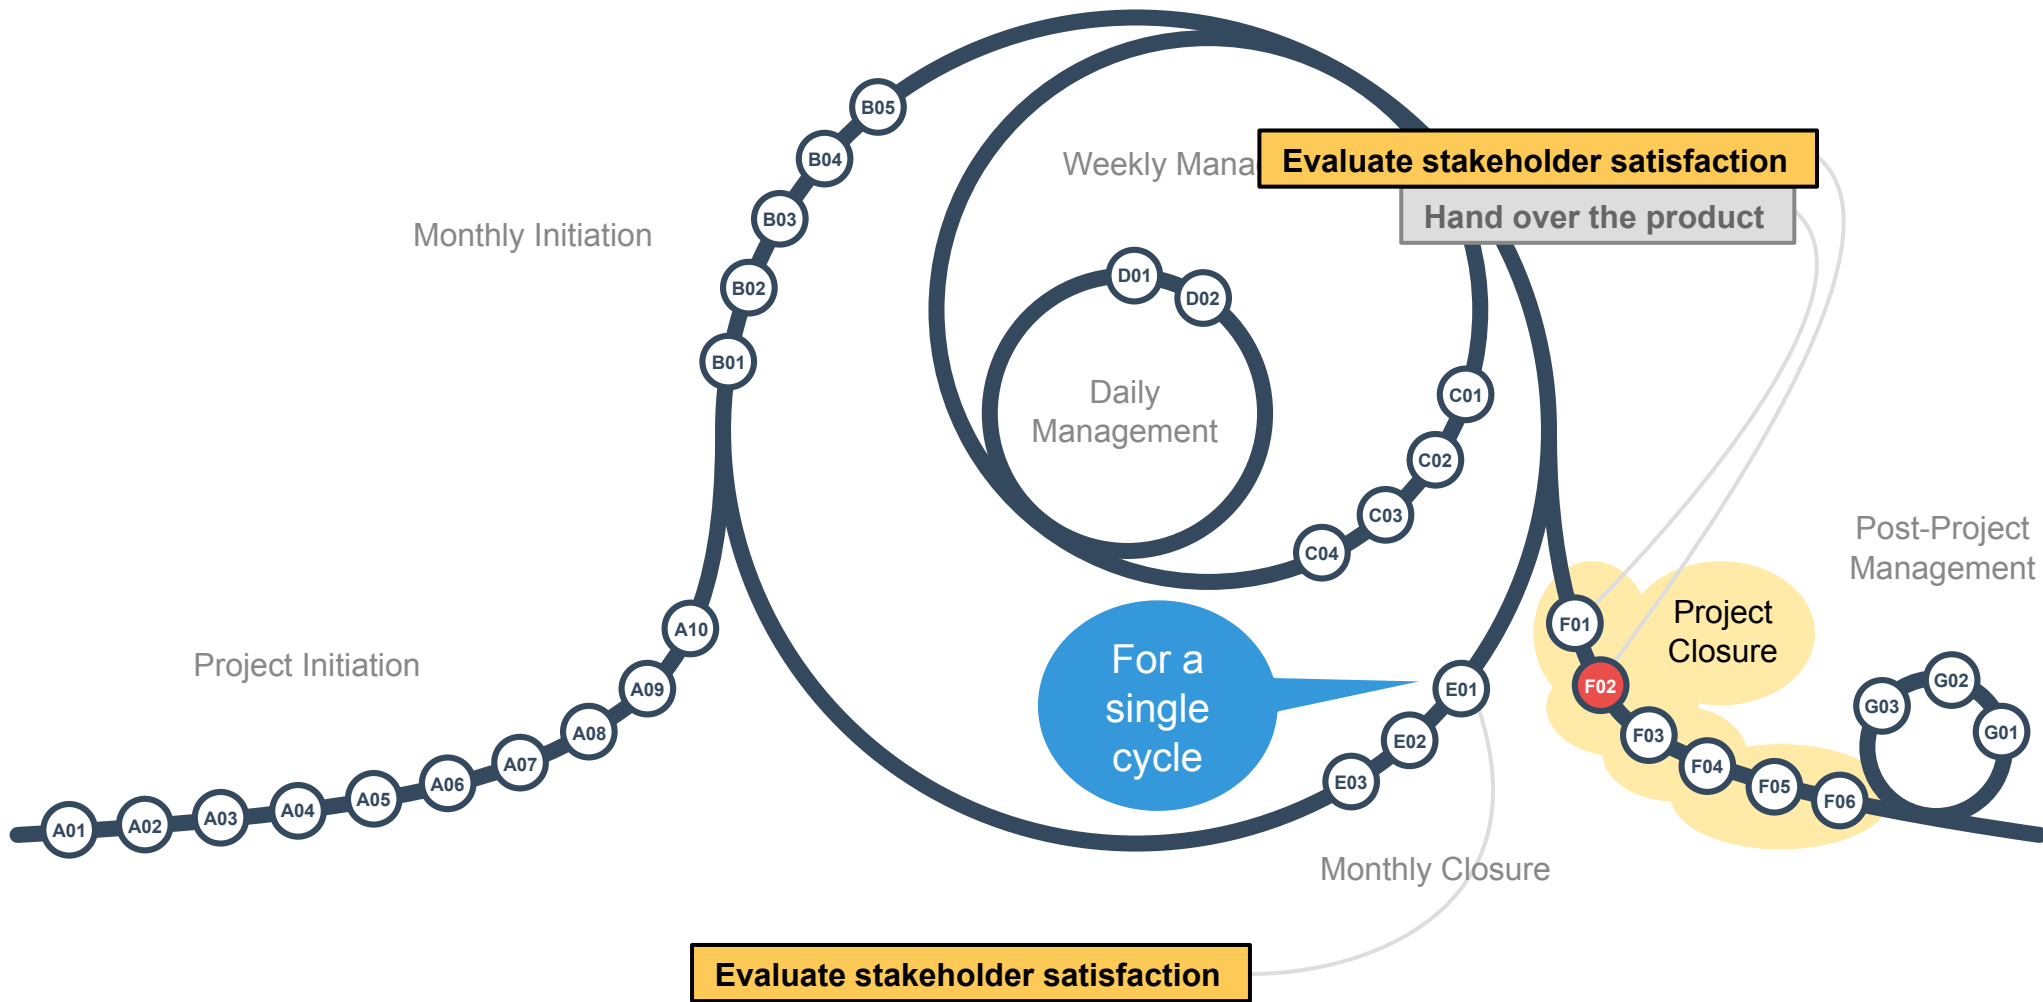 B05
B04
B03
B02
B01
Monthly Initiation
Weekly Mana
Evaluate stakeholder satisfaction
Hand over the product
D01
D02
Daily
Management
C01
C02
C03
C04
Post-Project
Management
Project Initiation
A01
A02
A03
A04
A05
A06
A07
A08
A09
A10
For a
single
cycle
E01
E02
E03
Monthly Closure
F01
F02
F03
F04
F05
F06
Project
Closure
G03
G02
G01
Evaluate stakeholder satisfaction